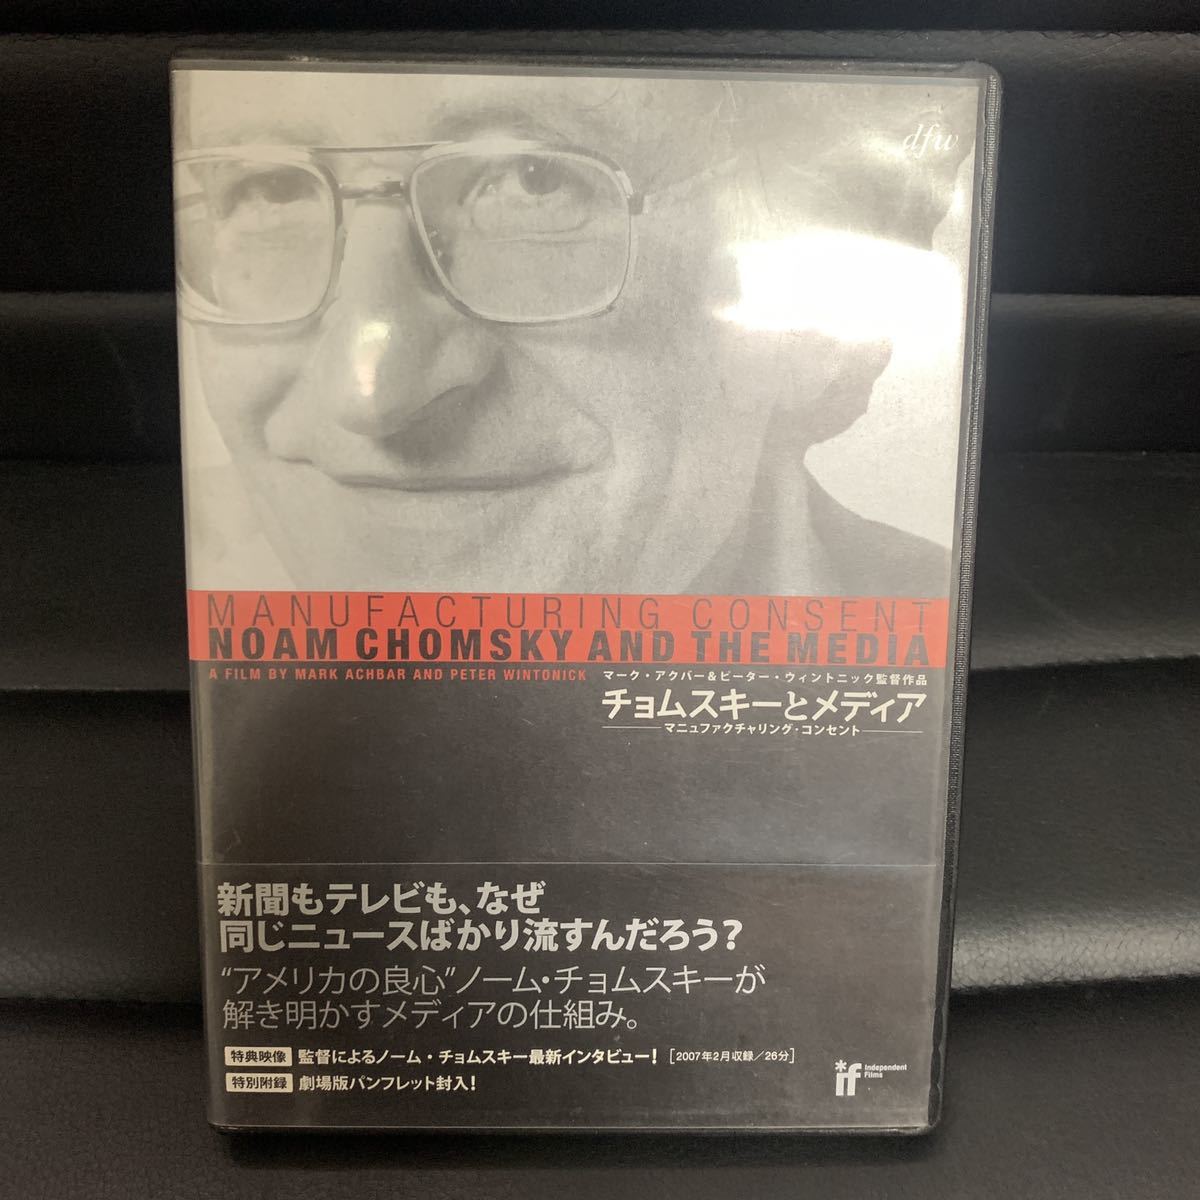 dfw
MANUFACTURING CONSENT
NOAM CHOMSKY AND THE MEDIA
A FILM BY MARK ACHBAR AND PETER WINTONICK
マーク・アクバー&ピーター・ウィントニック監督作品
チョムスキーとメディア
マニュファクチャリング・コンセント
新聞もテレビも、なぜ
同じニュースばかり流すんだろう?
“アメリカの良心”ノーム・チョムスキーが
解き明かすメディアの仕組み。
特典映像 監督によるノーム・チョムスキー最新インタビュー! [2007年2月収録/26分]
特別附録 劇場版パンフレット封入!
*if Independent
Films